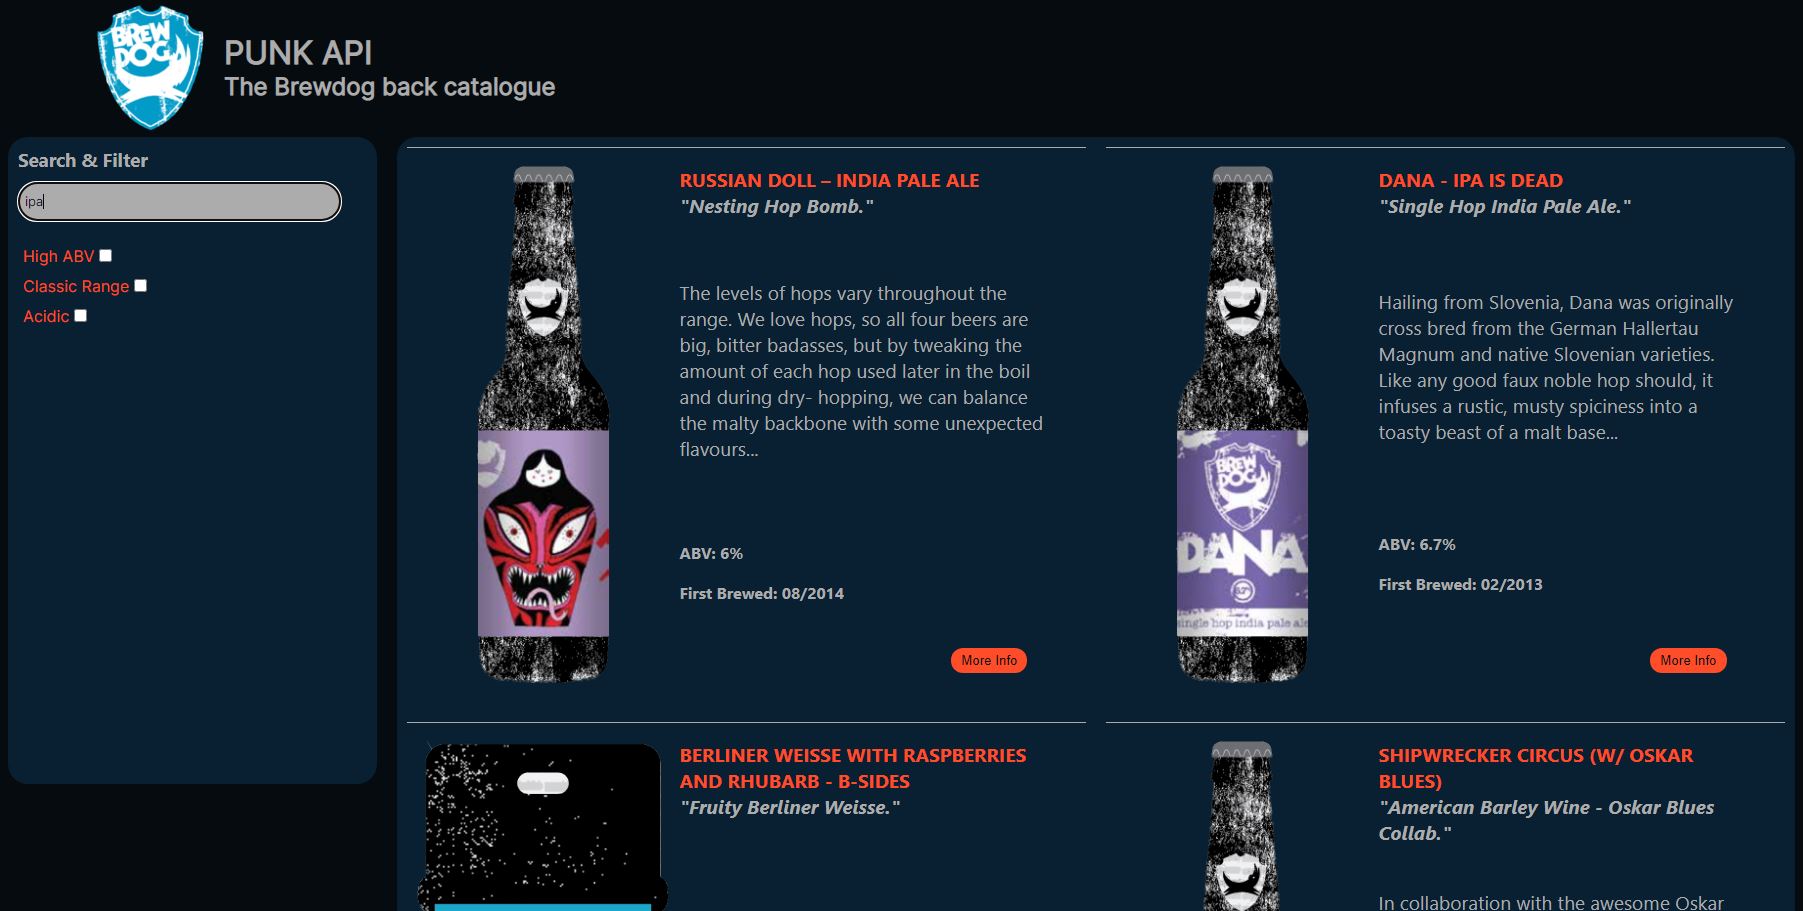 BREW
DOG
PUNK API
The Brewdog back catalogue
Search & Filter
ipa
High ABV
Classic Range
Acidic
RUSSIAN DOLL – INDIA PALE ALE
"Nesting Hop Bomb."
The levels of hops vary throughout the
range. We love hops, so all four beers are
big, bitter badasses, but by tweaking the
amount of each hop used later in the boil
and during dry- hopping, we can balance
the malty backbone with some unexpected
flavours...
ABV: 6%
First Brewed: 08/2014
More Info
DANA - IPA IS DEAD
"Single Hop India Pale Ale."
Hailing from Slovenia, Dana was originally
cross bred from the German Hallertau
Magnum and native Slovenian varieties.
Like any good faux noble hop should, it
infuses a rustic, musty spiciness into a
toasty beast of a malt base...
BREW
DOG
DANA
single hop india pale ale
ABV: 6.7%
First Brewed: 02/2013
More Info
BERLINER WEISSE WITH RASPBERRIES
AND RHUBARB - B-SIDES
"Fruity Berliner Weisse."
SHIPWRECKER CIRCUS (W/ OSKAR
BLUES)
"American Barley Wine - Oskar Blues
Collab."
In collaboration with the awesome Oskar